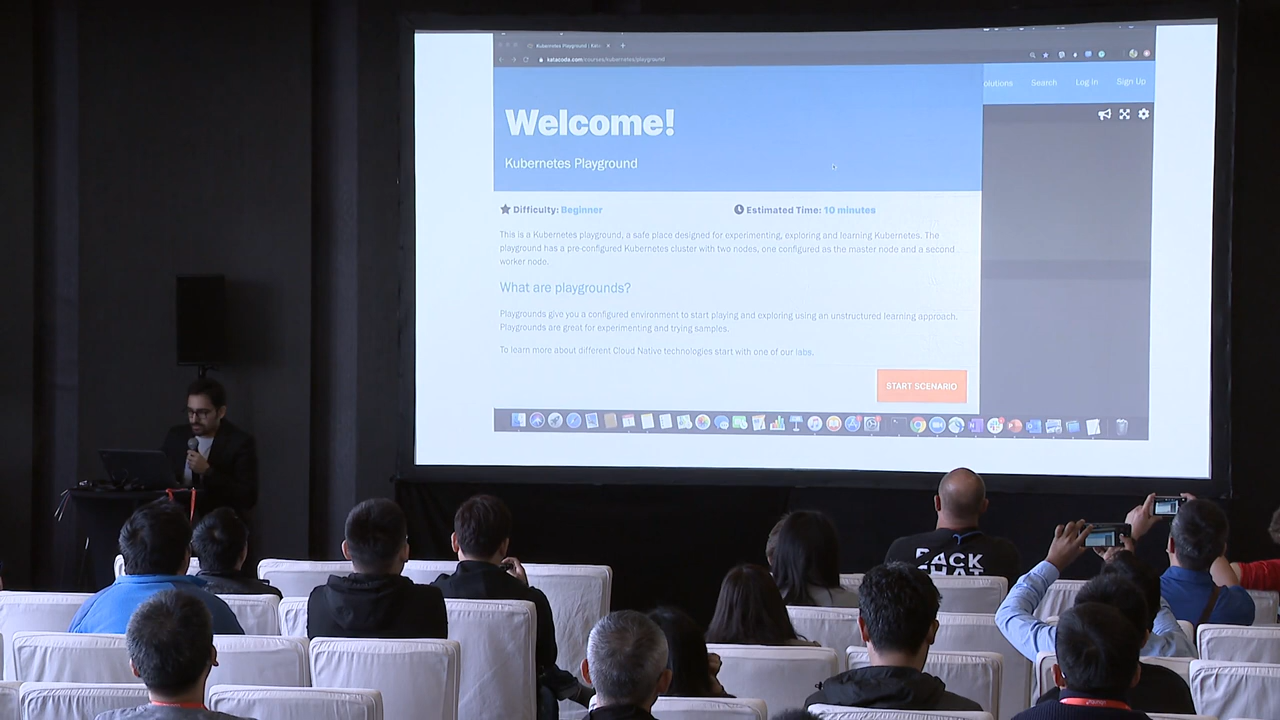 Kubernetes Playground | Kata
katacoda.com/courses/kubernetes/playground
olutions Search Log In Sign Up
Welcome!
Kubernetes Playground
Difficulty: Beginner
Estimated Time: 10 minutes
This is a Kubernetes playground, a safe place designed for experimenting, exploring and learning Kubernetes. The
playground has a pre-configured Kubernetes cluster with two nodes, one configured as the master node and a second
worker node.
What are playgrounds?
Playgrounds give you a configured environment to start playing and exploring using an unstructured learning approach.
Playgrounds are great for experimenting and trying samples.
To learn more about different Cloud Native technologies start with one of our labs.
START SCENARIO